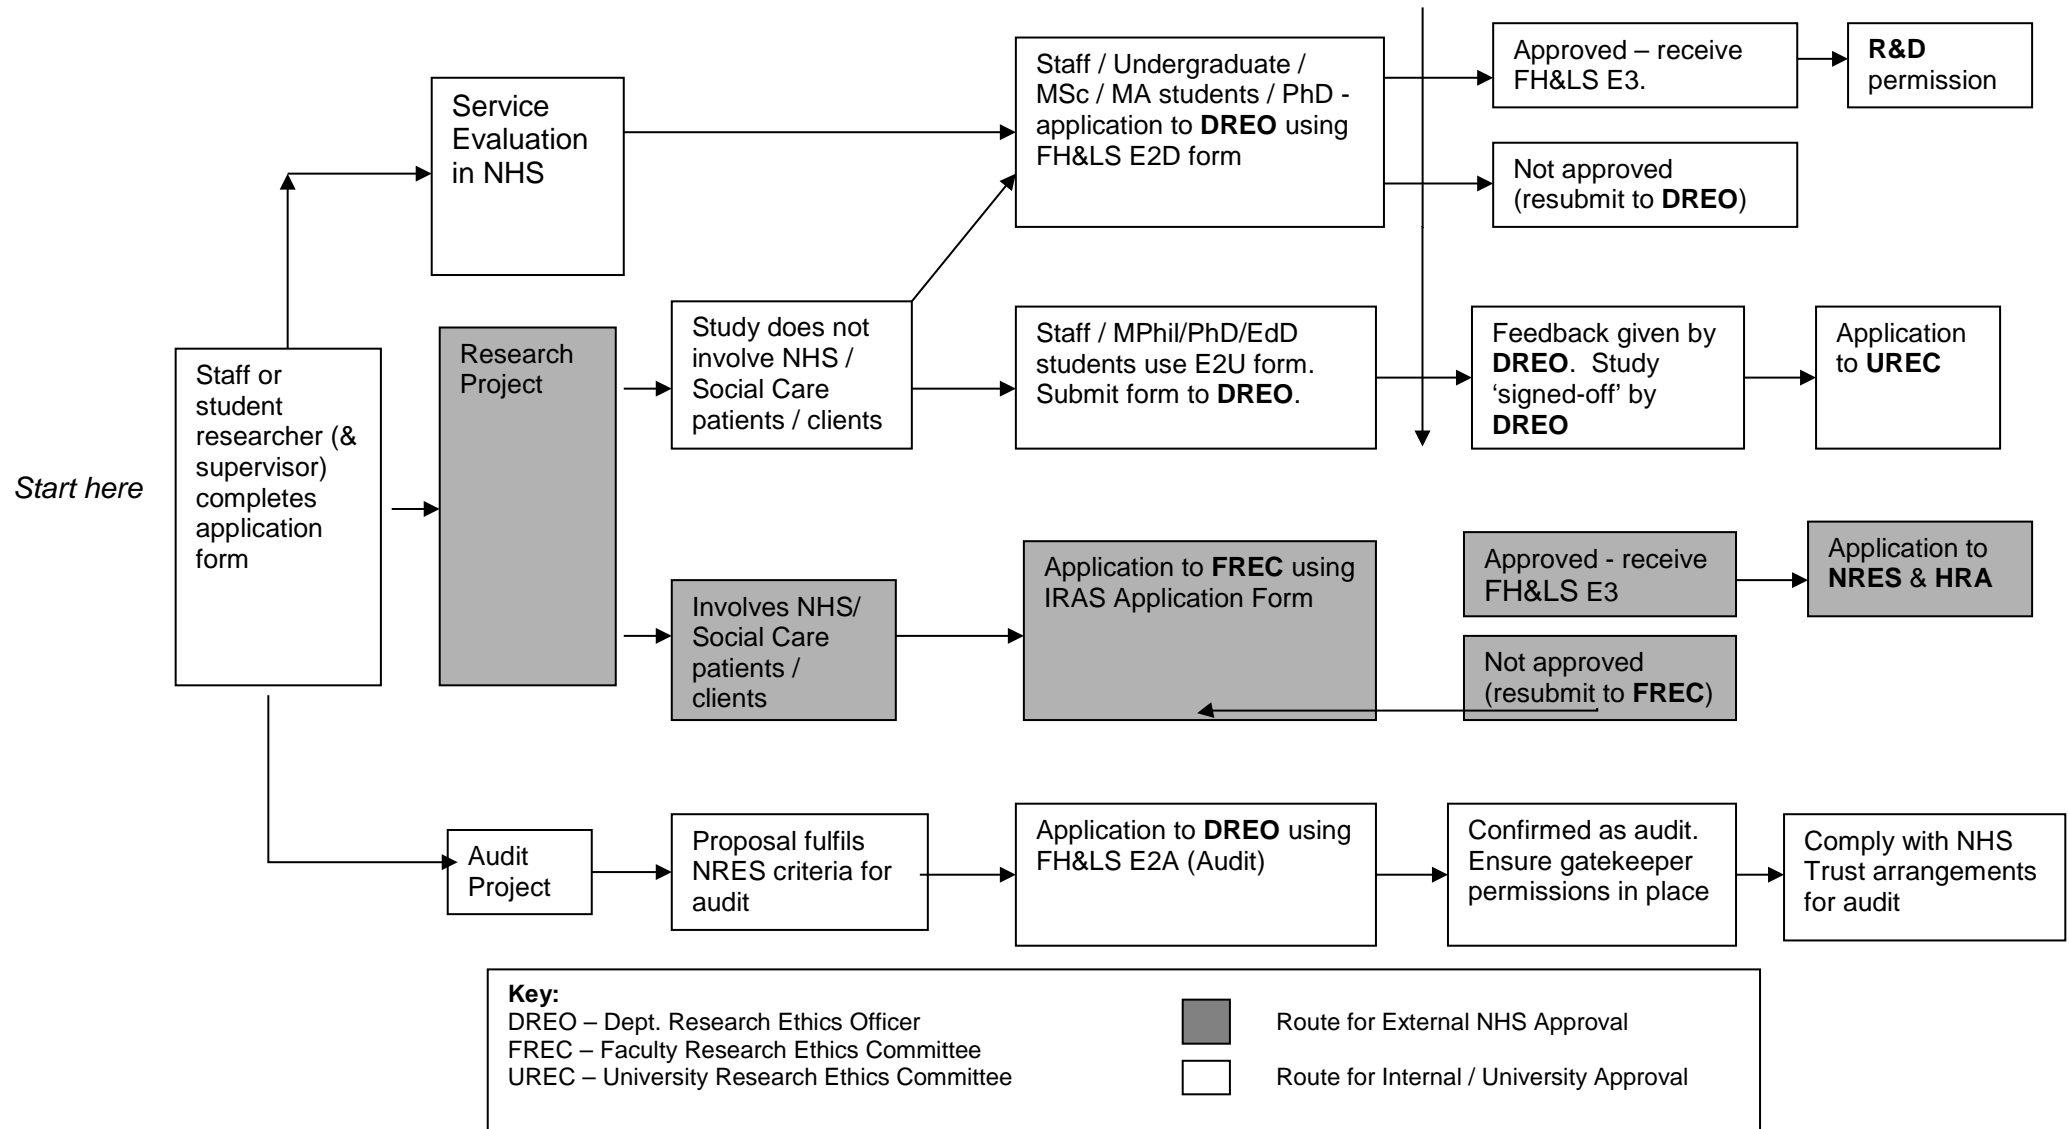 Start here
Staff or
student
researcher (&
supervisor)
completes
application
form
Service
Evaluation
in NHS
Staff / Undergraduate /
MSc / MA students / PhD -
application to DREO using
FH&LS E2D form
Approved – receive
FH&LS E3.
R&D
permission
Not approved
(resubmit to DREO)
Research
Project
Study does not
involve NHS /
Social Care
patients / clients
Staff / MPhil/PhD/EdD
students use E2U form.
Submit form to DREO.
Feedback given by
DREO.  Study
‘signed-off’ by
DREO
Application
to UREC
Involves NHS/
Social Care
patients /
clients
Application to FREC using
IRAS Application Form
Approved - receive
FH&LS E3
Application to
NRES & HRA
Not approved
(resubmit to FREC)
Audit
Project
Proposal fulfils
NRES criteria for
audit
Application to DREO using
FH&LS E2A (Audit)
Confirmed as audit.
Ensure gatekeeper
permissions in place
Comply with NHS
Trust arrangements
for audit
Key:
DREO – Dept. Research Ethics Officer
FREC – Faculty Research Ethics Committee
UREC – University Research Ethics Committee
Route for External NHS Approval
Route for Internal / University Approval